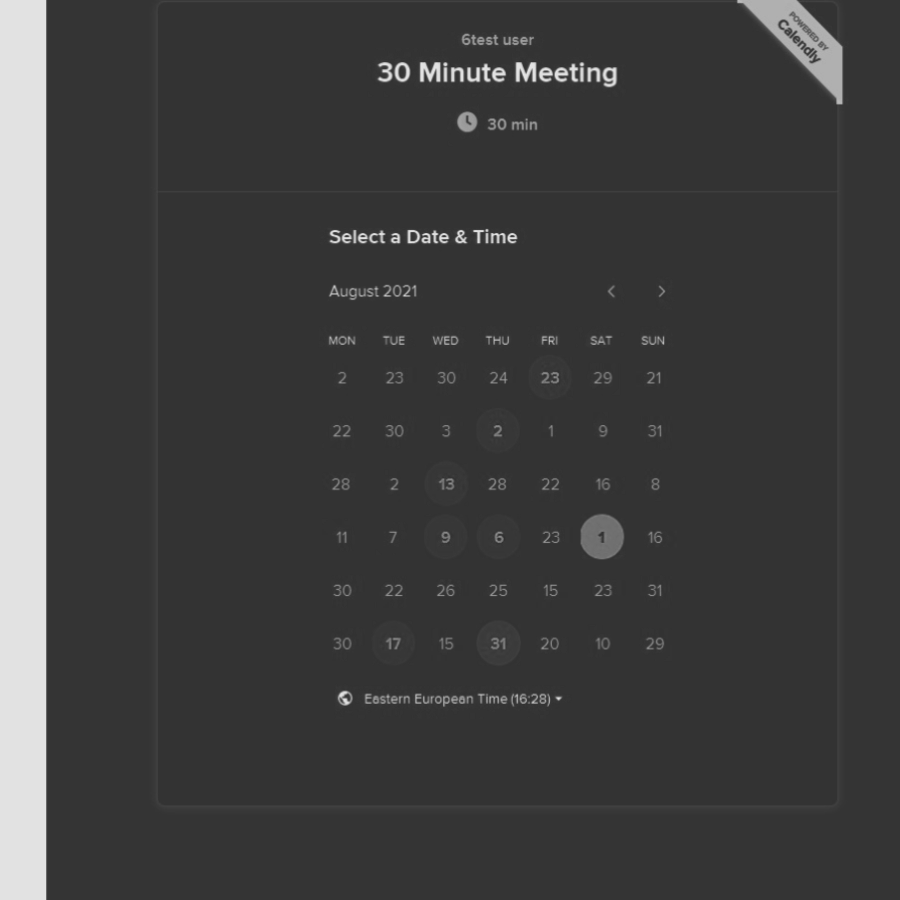 POWERED BY
Calendly
6test user
30 Minute Meeting
30 min
Select a Date & Time
August 2021
MON TUE WED THU FRI SAT SUN
2 23 30 24 23 29 21
22 30 3 2 1 9 31
28 2 13 28 22 16 8
11 7 9 6 23 1 16
30 22 26 25 15 23 31
30 17 15 31 20 10 29
Eastern European Time (16:28)